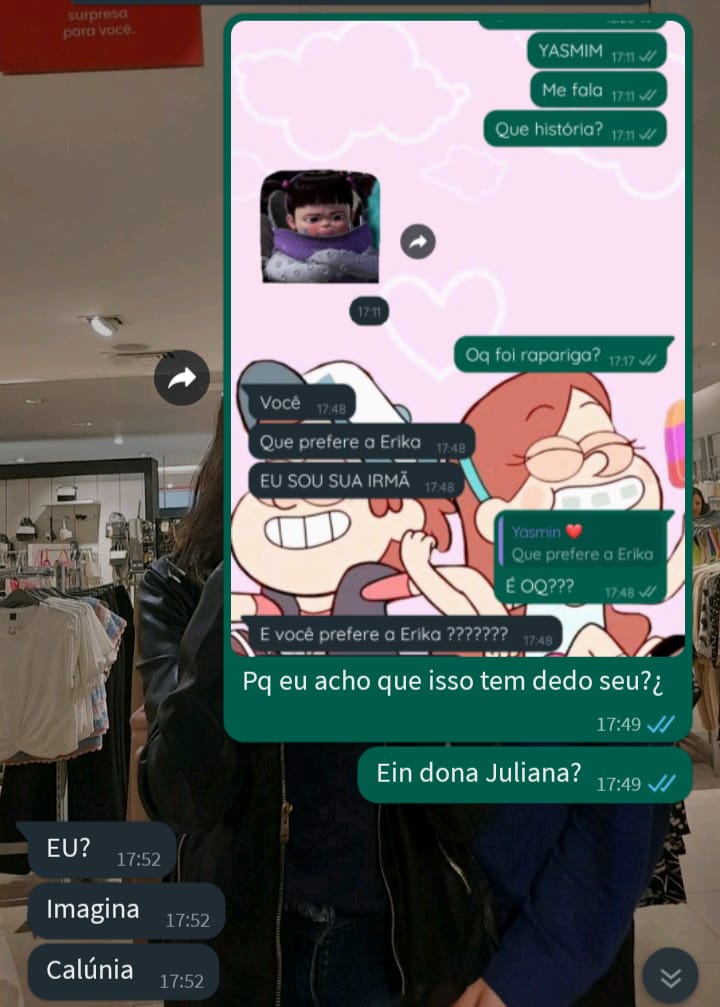 surpresa
para você.
YASMIM 17:11
Me fala 17:11
Que história? 17:11
17:11
Oq foi rapariga? 17:17
Você 17:48
Que prefere a Erika 17:48
EU SOU SUA IRMÃ 17:48
Yasmin ❤️
Que prefere a Erika
É OQ??? 17:48
E você prefere a Erika ??????? 17:48
Pq eu acho que isso tem dedo seu?¿
17:49
Ein dona Juliana? 17:49
EU? 17:52
Imagina 17:52
Calúnia 17:52